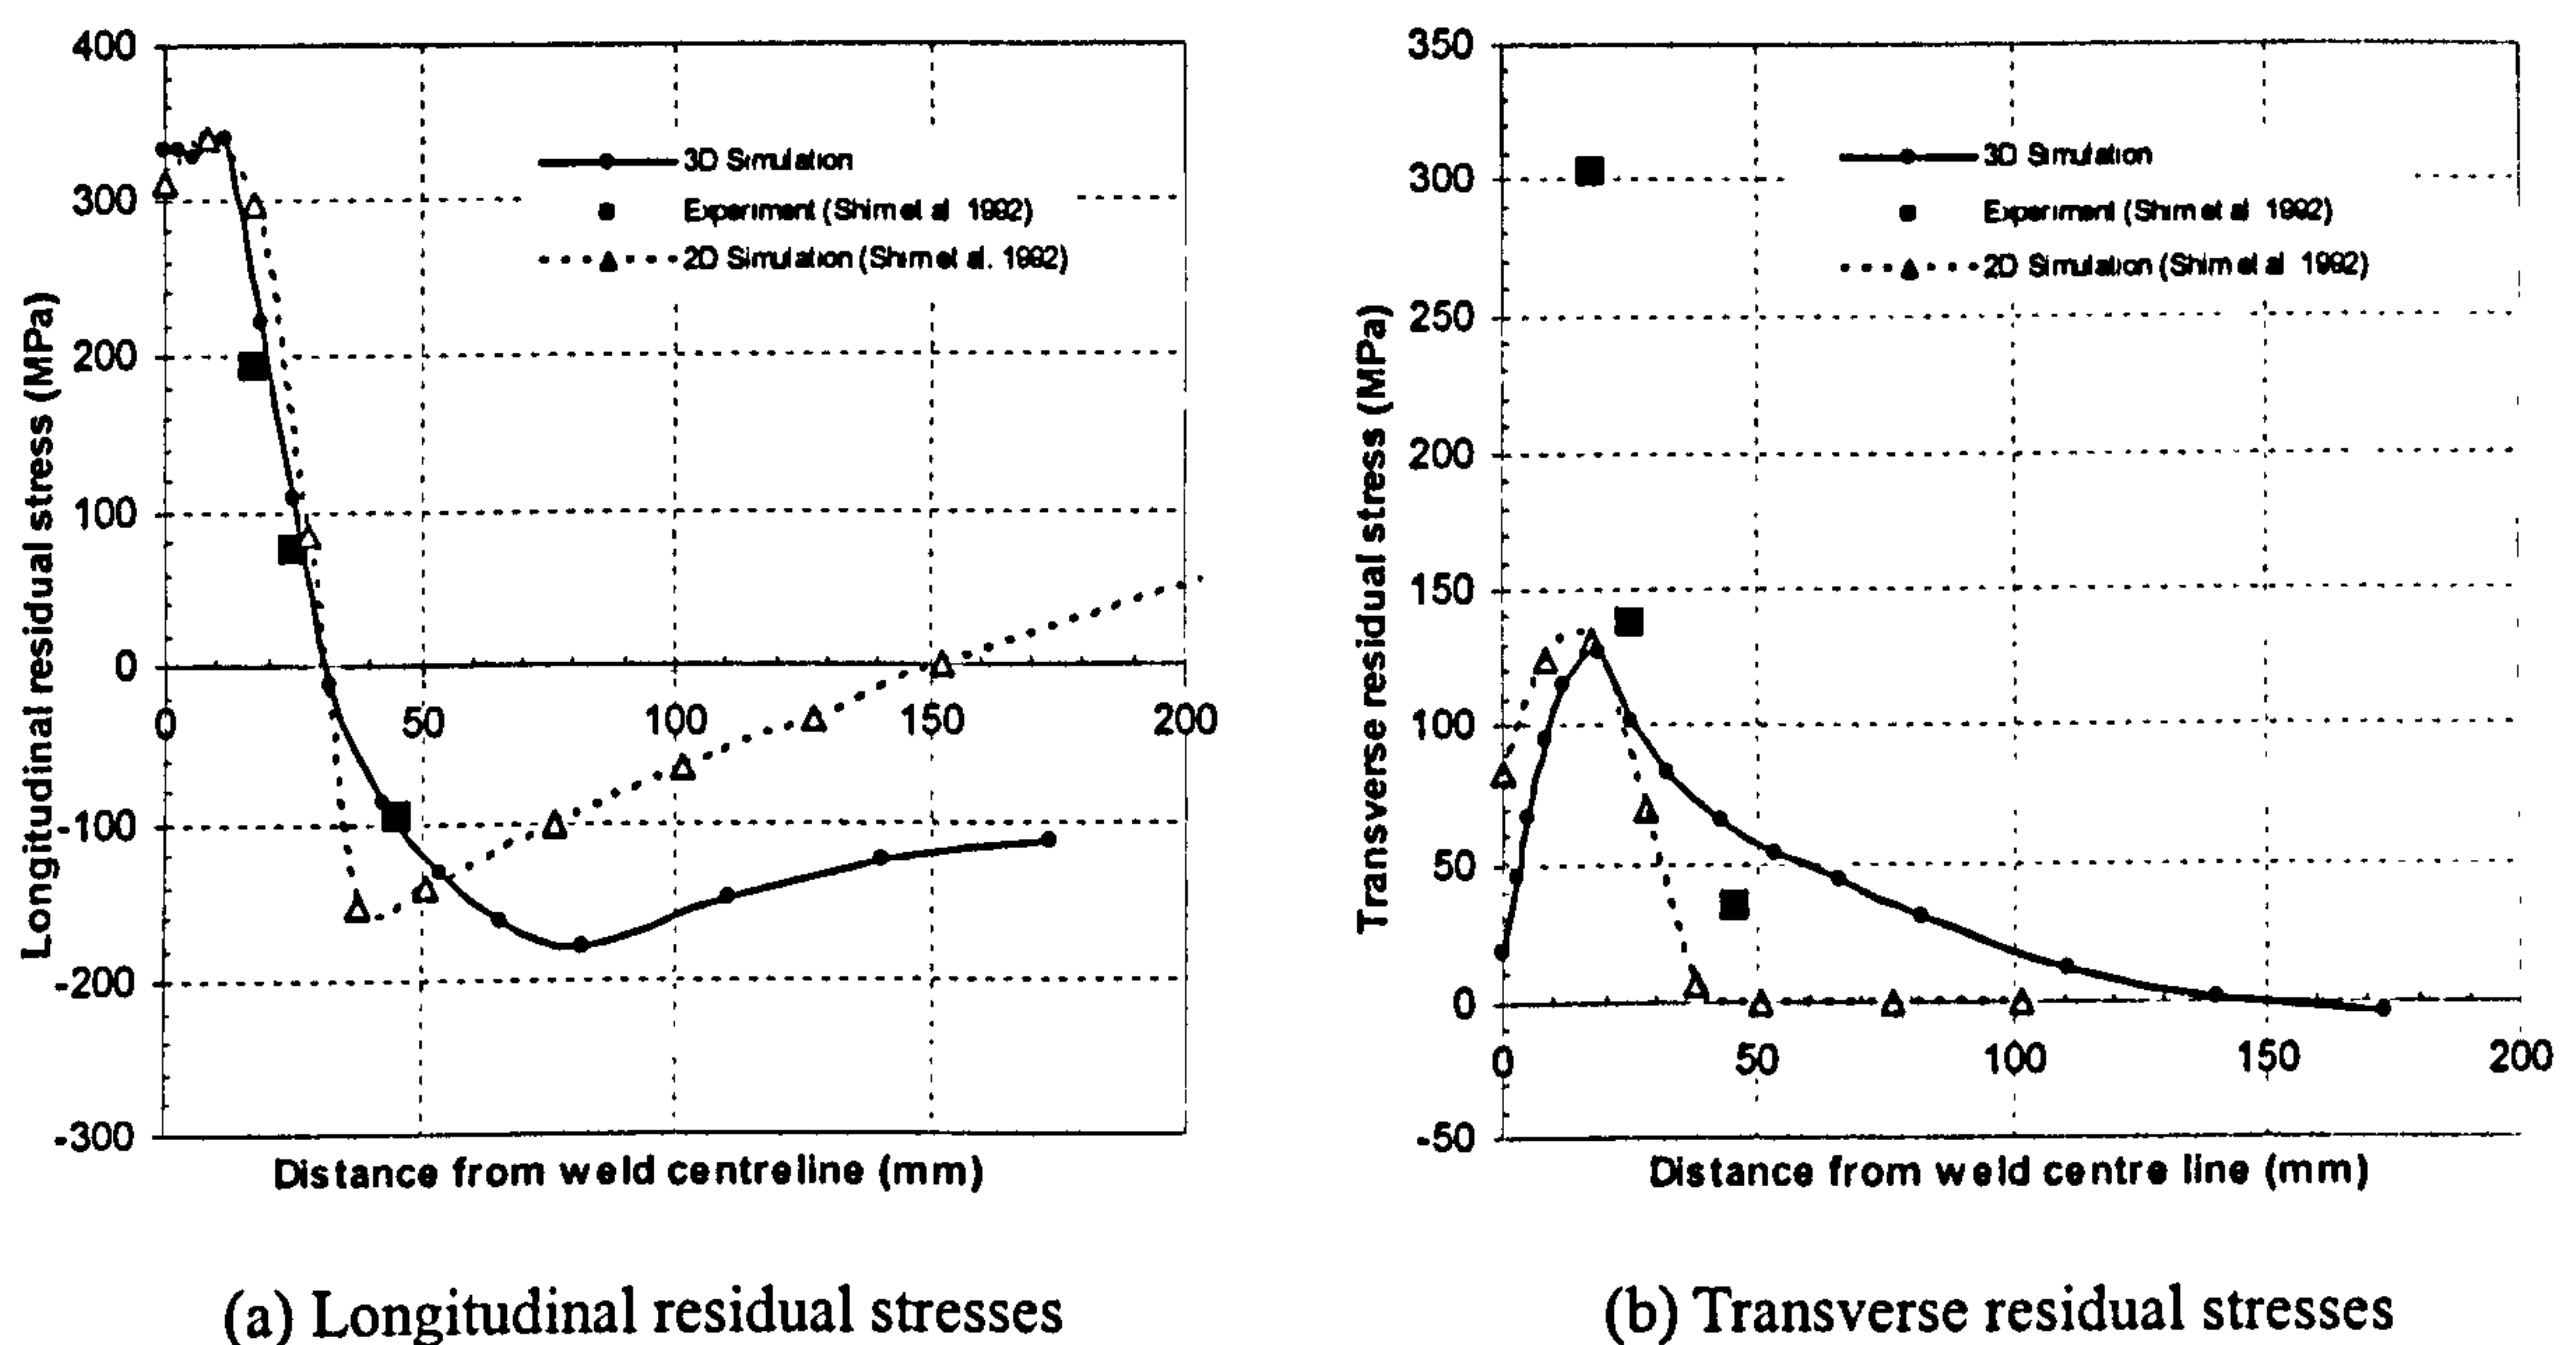 400
300
200
100
0
-100
-200
-300
0
50
100
150
200
Longitudinal residual stress (MPa)
Distance from weld centreline (mm)
3D Simulation
Experiment (Shim et al 1992)
2D Simulation (Shim et al. 1992)
(a) Longitudinal residual stresses
350
300
250
200
150
100
50
0
-50
0
50
100
150
200
Transverse residual stress (MPa)
Distance from weld centre line (mm)
3D Simulation
Experiment (Shim et al 1992)
2D Simulation (Shim et al 1992)
(b) Transverse residual stresses